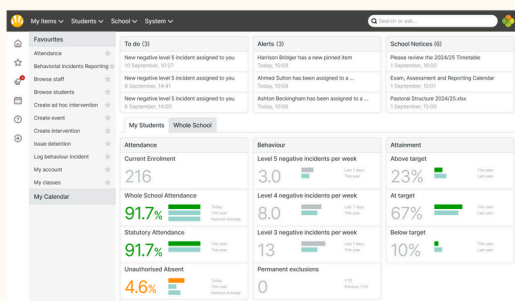 My Items Students School System
Search or ask...
Favourites
Attendance
Behavioral Incidents Reporting
Browse staff
Browse students
Create ad hoc intervention
Create event
Create intervention
Issue detention
Log behaviour incident
My account
My classes
My Calendar
To do (3)
New negative level 5 incident assigned to you
10 September, 10:27
New negative level 5 incident assigned to you
9 September, 14:41
New negative level 5 incident assigned to you
9 September, 14:00
Alerts (3)
Harrison Bridger has a new pinned item
Today, 10:09
Ahmed Sulton has been assigned to a ...
Today, 10:08
Ashton Beckingham has been assigned to a ...
Today, 10:06
School Notices (6)
Please review the 2024/25 Timetable
1 September, 16:00
Exam, Assessment and Reporting Calendar
1 September, 15:01
Pastoral Structure 2024/25.xlsx
1 September, 15:00
My Students Whole School
Attendance
Current Enrolment
216
Whole School Attendance
91.7%
Today
This year
National Average
Statutory Attendance
91.7%
This year
This year
Unauthorised Absent
4.6%
Today
This year
National Average
Behaviour
Level 5 negative incidents per week
3.0
Last 7 days
This year
Level 4 negative incidents per week
8.0
Last 7 days
This year
Level 3 negative incidents per week
13
Last 7 days
This year
Permanent exclusions
0
YTD
Previous YTD
Attainment
Above target
23%
This year
Last year
At target
67%
This year
Last year
Below target
10%
This year
Last year